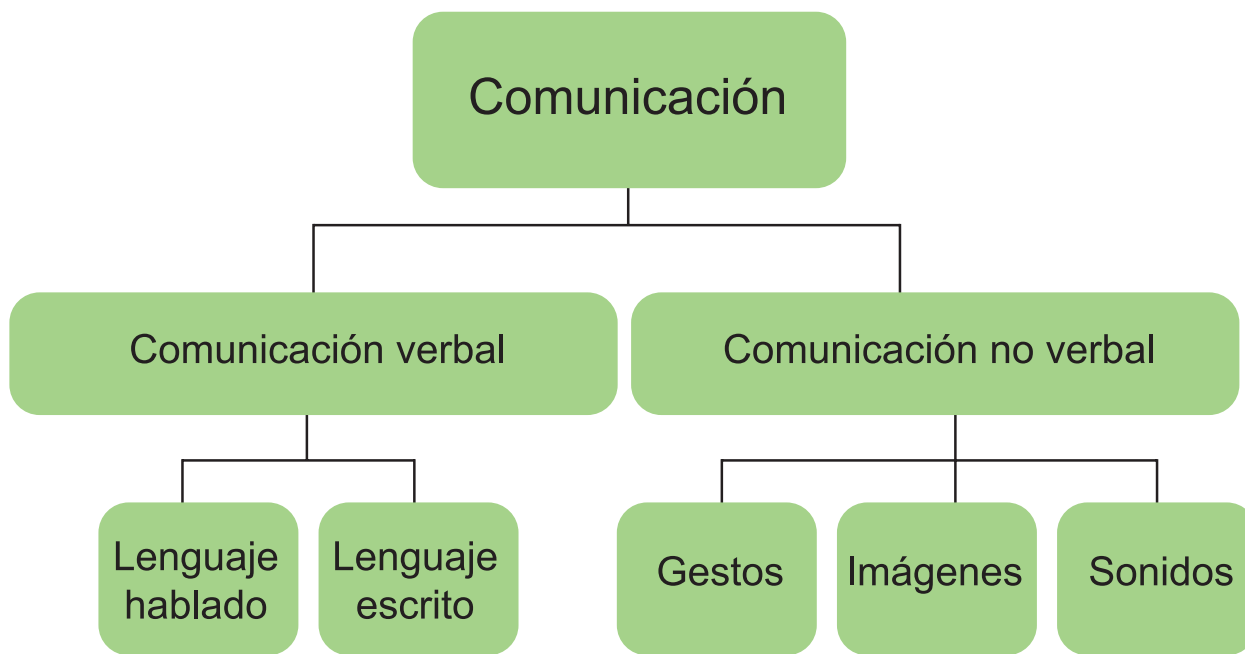 Comunicación
Comunicación verbal
Comunicación no verbal
Lenguaje
hablado
Lenguaje
escrito
Gestos
Imágenes
Sonidos